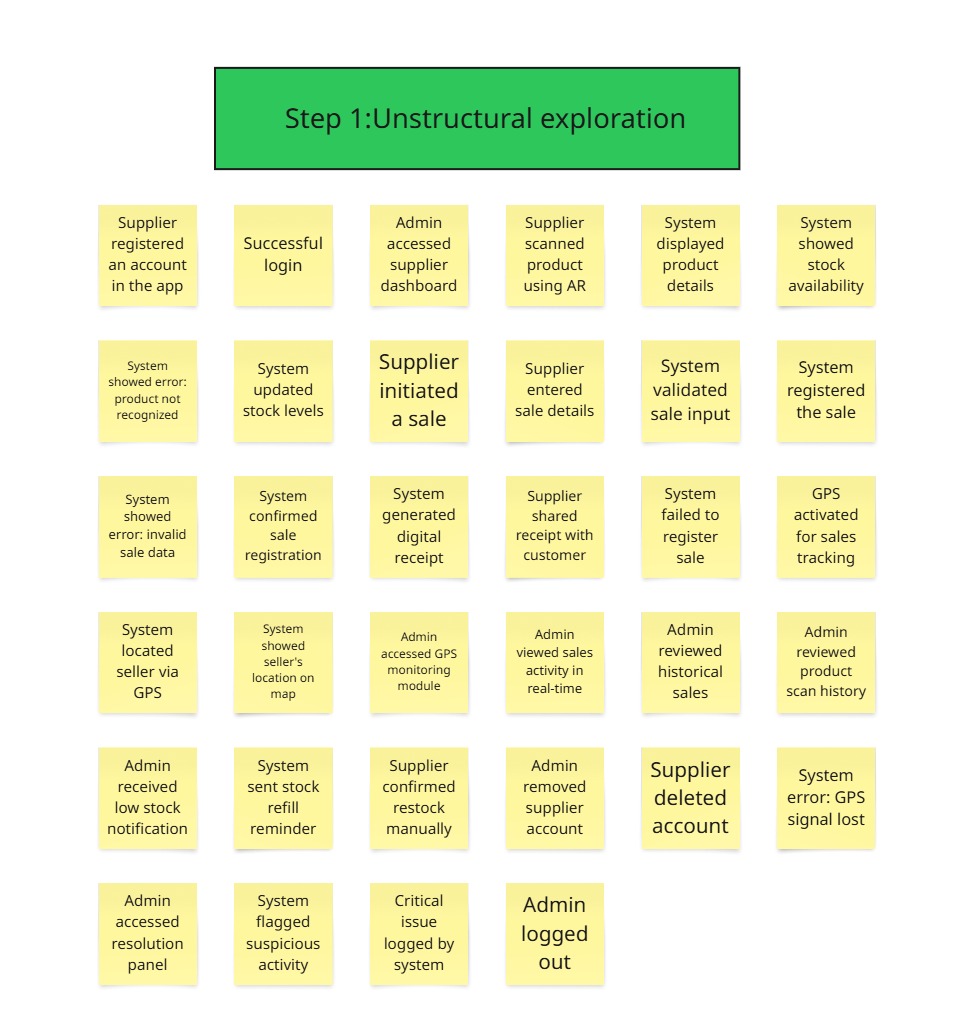 Step 1:Unstructural exploration
Supplier
registered
an account
in the app
Successful
login
Admin
accessed
supplier
dashboard
Supplier
scanned
product
using AR
System
displayed
product
details
System
showed
stock
availability
System
showed error:
product not
recognized
System
updated
stock levels
Supplier
initiated
a sale
Supplier
entered
sale details
System
validated
sale input
System
registered
the sale
System
showed
error: invalid
sale data
System
confirmed
sale
registration
System
generated
digital
receipt
Supplier
shared
receipt with
customer
System
failed to
register
sale
GPS
activated
for sales
tracking
System
located
seller via
GPS
System
showed
seller's
location on
map
Admin
accessed GPS
monitoring
module
Admin
viewed sales
activity in
real-time
Admin
reviewed
historical
sales
Admin
reviewed
product
scan history
Admin
received
low stock
notification
System
sent stock
refill
reminder
Supplier
confirmed
restock
manually
Admin
removed
supplier
account
Supplier
deleted
account
System
error: GPS
signal lost
Admin
accessed
resolution
panel
System
flagged
suspicious
activity
Critical
issue
logged by
system
Admin
logged
out